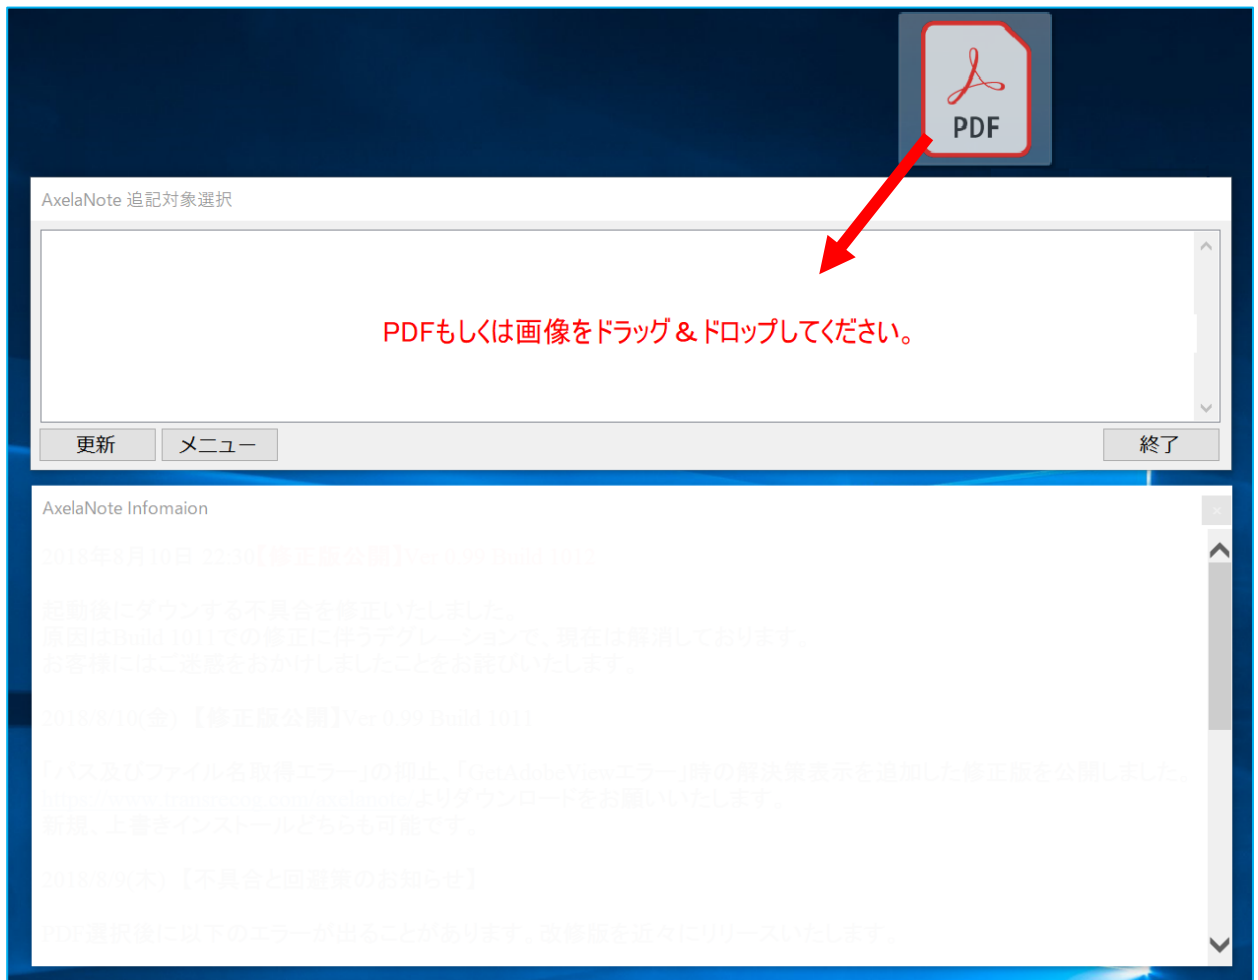 PDF
AxelaNote 追記対象選択
PDFもしくは画像をドラッグ & ドロップしてください。
更新
メニュー
終了
AxelaNote Infomaion
2018年8月10日 22:30【修正版公開】Ver 0.99 Build 1012
起動後にダウンする不具合を修正いたしました。
原因はBuild 1011での修正に伴うデグレーションで、現在は解消しております。
お客様にはご迷惑をおかけしましたことをお詫びいたします。
2018/8/10(金) 【修正版公開】Ver 0.99 Build 1011
「パス及びファイル名取得エラー」の抑止、「GetAdobeViewエラー」時の解決策表示を追加した修正版を公開しました。
よりダウンロードをお願いいたします。
新規、上書きインストールどちらも可能です。
2018/8/9(木) 【不具合と回避策のお知らせ】
PDF選択後に以下のエラーが出ることがあります。改修版を近々にリリースいたします。